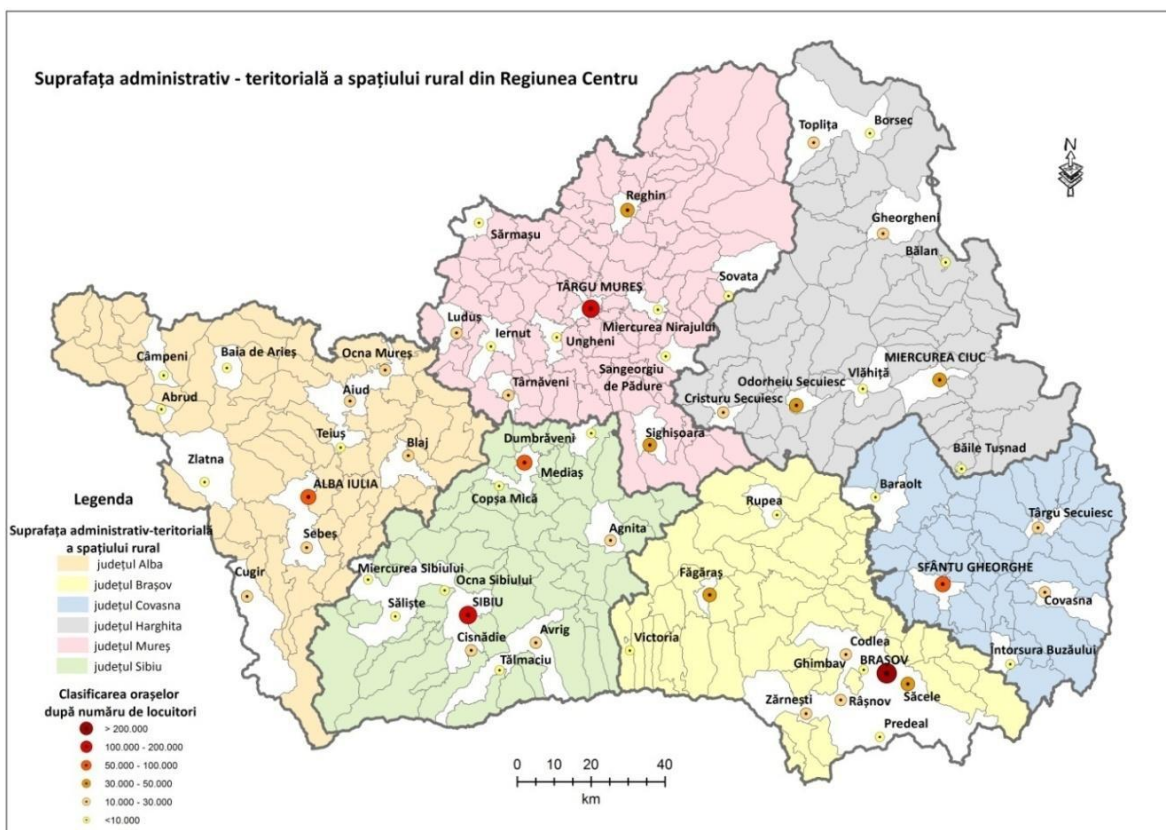 Suprafața administrativ - teritorială a spațiului rural din Regiunea Centru
N
Toplița
Borsec
Reghin
Gheorgheni
Sărmașu
Bălan
Sovata
TÂRGU MUREȘ
Luduș
Iernut
Miercurea Nirajului
Ungheni
Ocna Mureș
Baia de Arieș
Câmpeni
Sangeorgiu
de Pădure
MIERCUREA CIUC
Vlăhița
Odorheiu Secuiesc
Cristuru Secuiesc
Târnăveni
Aiud
Abrud
Teiuș
Blaj
Dumbrăveni
Sighișoara
Zlatna
Mediaș
Băile Tușnad
Baraolt
ALBA IULIA
Copșa Mică
Rupea
Târgu Secuiesc
Sebeș
Agnita
Cugir
Miercurea Sibiului
Ocna Sibiului
Făgăraș
SFÂNTU GHEORGHE
Covasna
Săliște
SIBIU
Cisnădie
Avrig
Victoria
Codlea
Întorsura Buzăului
Tălmaciu
Ghimbav
BRAȘOV
Săcele
Zărnești
Râșnov
Predeal
Legenda
Suprafața administrativ-teritorială
a spațiului rural
județul Alba
județul Brașov
județul Covasna
județul Harghita
județul Mureș
județul Sibiu
Clasificarea orașelor
după număru de locuitori
> 200.000
100.000 - 200.000
50.000 - 100.000
30.000 - 50.000
10.000 - 30.000
<10.000
0 10 20 40
km